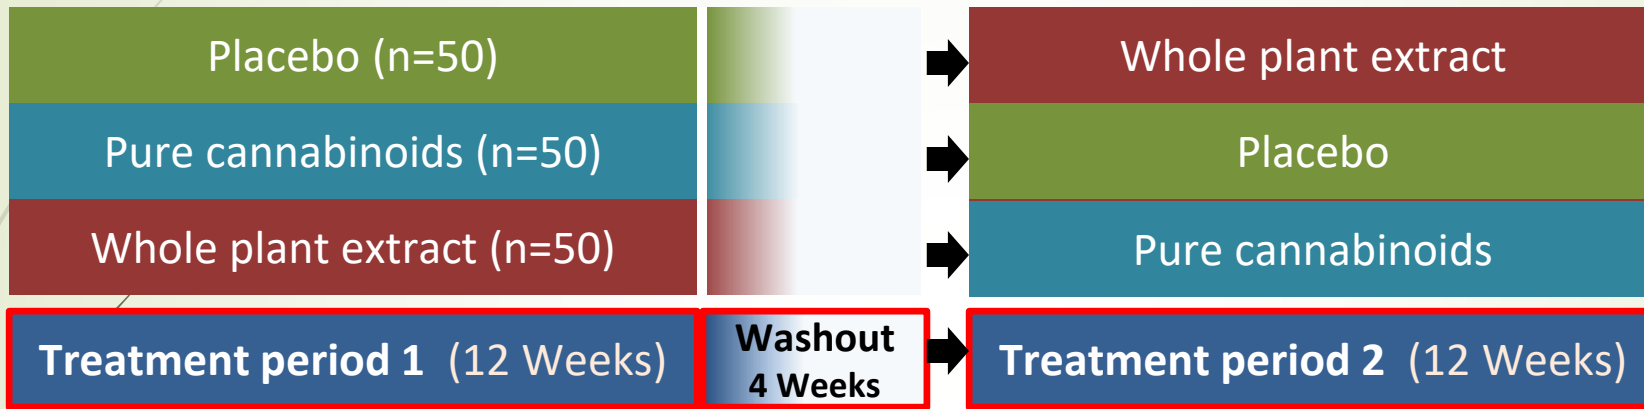 Placebo (n=50)
Whole plant extract
Pure cannabinoids (n=50)
Placebo
Whole plant extract (n=50)
Pure cannabinoids
Treatment period 1 (12 Weeks)
Washout
4 Weeks
Treatment period 2 (12 Weeks)